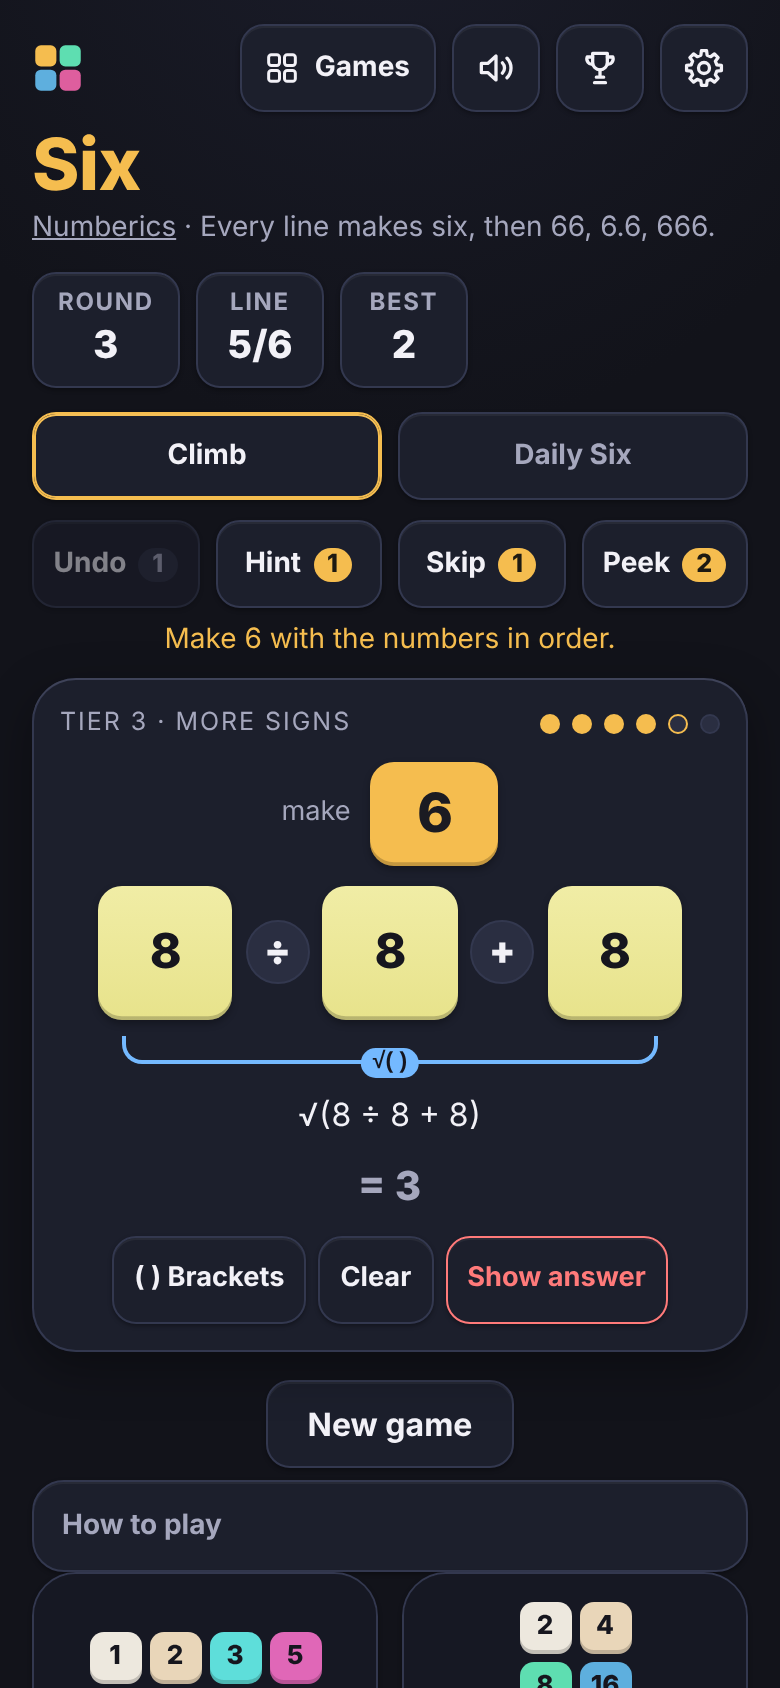 Games
Six
Numberics · Every line makes six, then 66, 6.6, 666.
ROUND
3
LINE
5/6
BEST
2
Climb
Daily Six
Undo 1
Hint 1
Skip 1
Peek 2
Make 6 with the numbers in order.
TIER 3 · MORE SIGNS
make 6
8 ÷ 8 + 8
√( )
√(8 ÷ 8 + 8)
= 3
( ) Brackets
Clear
Show answer
New game
How to play
1 2 3 5
2 4
8 16